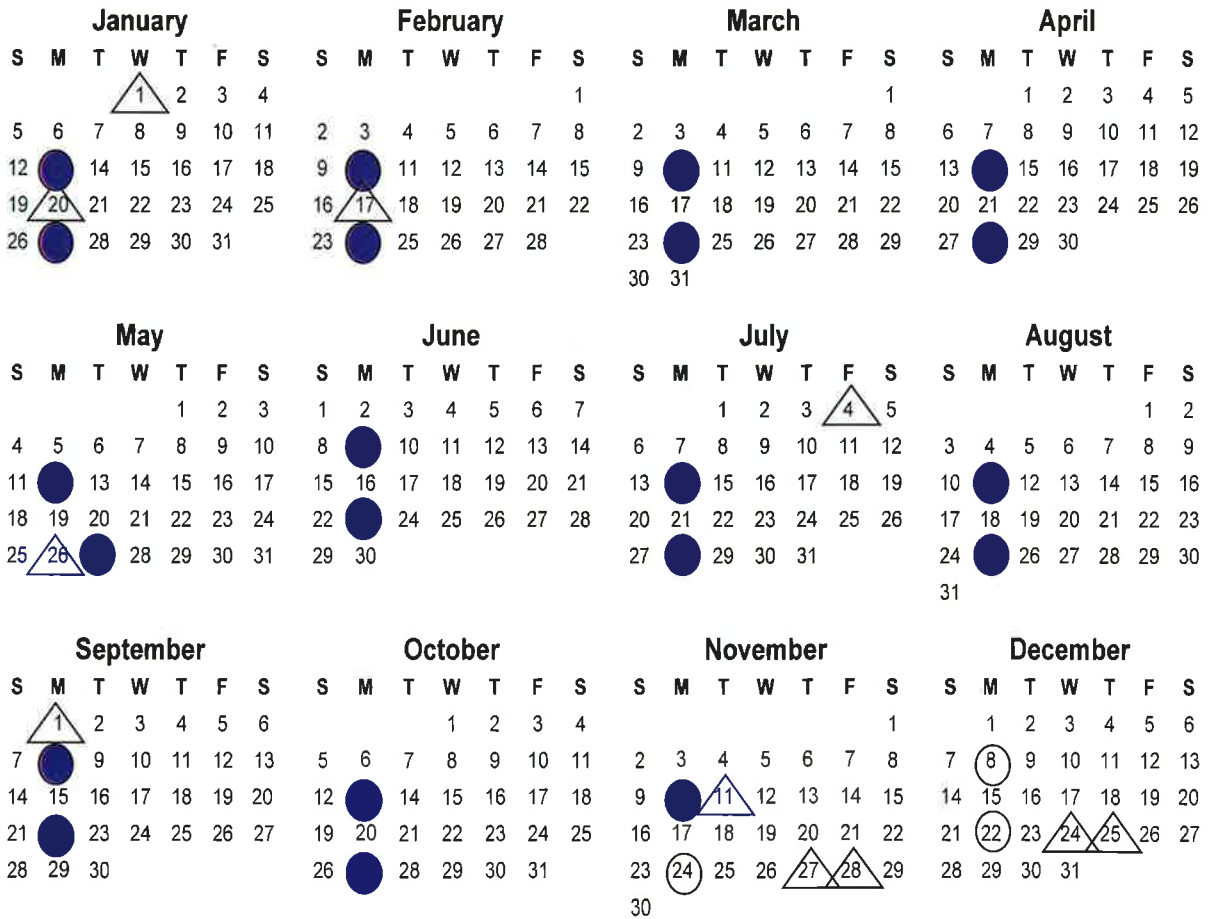 January February March April
S M T W T F S S M T W T F S S M T W T F S S M T W T F S
1 2 3 4 1 1 1 2 3 4 5
5 6 7 8 9 10 11 2 3 4 5 6 7 8 2 3 4 5 6 7 8 6 7 8 9 10 11 12
12 14 15 16 17 18 9 11 12 13 14 15 9 11 12 13 14 15 13 15 16 17 18 19
19 20 21 22 23 24 25 16 17 18 19 20 21 22 16 17 18 19 20 21 22 20 21 22 23 24 25 26
26 28 29 30 31 23 25 26 27 28 23 25 26 27 28 29 27 29 30
30 31
May June July August
S M T W T F S S M T W T F S S M T W T F S S M T W T F S
1 2 3 1 2 3 4 5 6 7 1 2 3 4 5 1 2
4 5 6 7 8 9 10 8 10 11 12 13 14 6 7 8 9 10 11 12 3 4 5 6 7 8 9
11 13 14 15 16 17 15 16 17 18 19 20 21 13 15 16 17 18 19 10 12 13 14 15 16
18 19 20 21 22 23 24 22 24 25 26 27 28 20 21 22 23 24 25 26 17 18 19 20 21 22 23
25 26 28 29 30 31 29 30 27 29 30 31 24 26 27 28 29 30
31
September October November December
S M T W T F S S M T W T F S S M T W T F S S M T W T F S
1 2 3 4 5 6 1 2 3 4 1 1 2 3 4 5 6
7 9 10 11 12 13 5 6 7 8 9 10 11 2 3 4 5 6 7 8 7 8 9 10 11 12 13
14 15 16 17 18 19 20 12 14 15 16 17 18 9 11 12 13 14 15 14 15 16 17 18 19 20
21 23 24 25 26 27 19 20 21 22 23 24 25 16 17 18 19 20 21 22 21 22 23 24 25 26 27
28 29 30 26 28 29 30 31 23 24 25 26 27 28 29 28 29 30 31
30